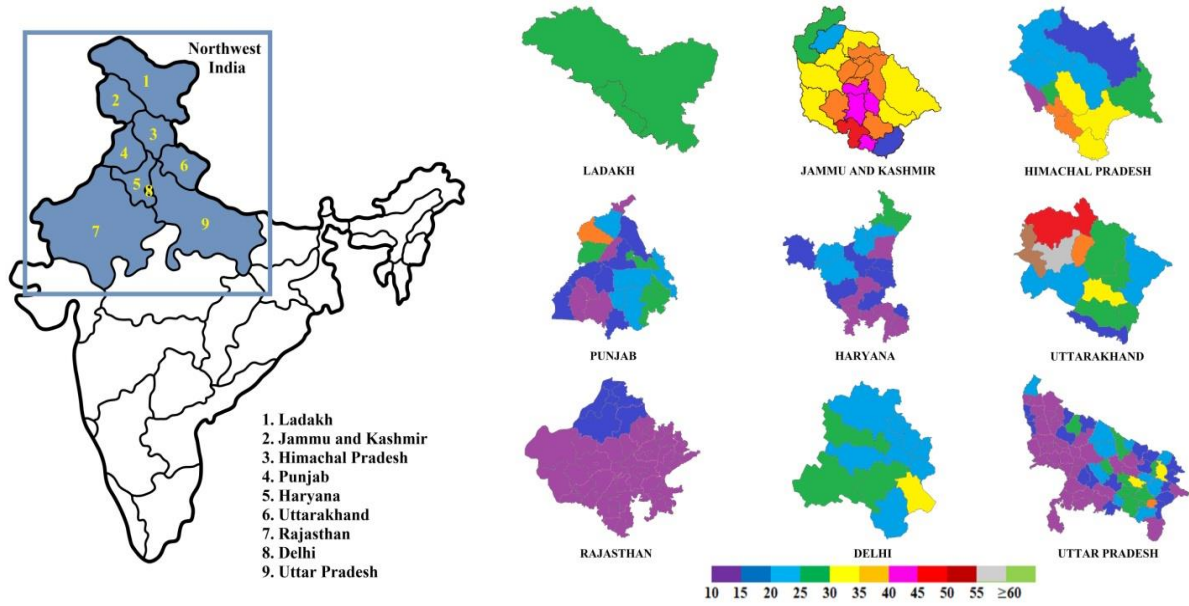 Northwest
India
1
2
3
4
5
6
7
8
9
1. Ladakh
2. Jammu and Kashmir
3. Himachal Pradesh
4. Punjab
5. Haryana
6. Uttarakhand
7. Rajasthan
8. Delhi
9. Uttar Pradesh
LADAKH
JAMMU AND KASHMIR
HIMACHAL PRADESH
PUNJAB
HARYANA
UTTARAKHAND
RAJASTHAN
DELHI
UTTAR PRADESH
10 15 20 25 30 35 40 45 50 55 ≥60